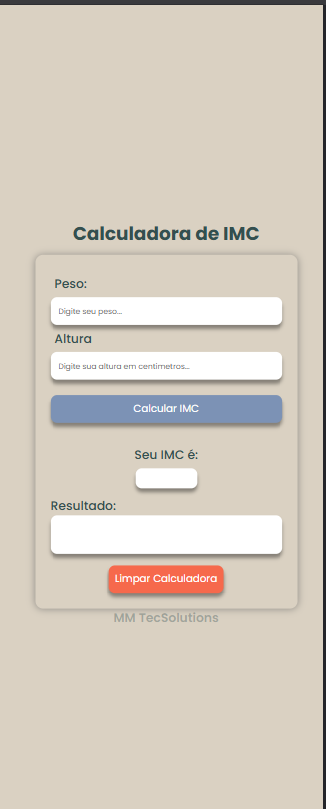 Calculadora de IMC
Peso:
Digite seu peso...
Altura
Digite sua altura em centimetros...
Calcular IMC
Seu IMC é:
Resultado:
Limpar Calculadora
MM TecSolutions